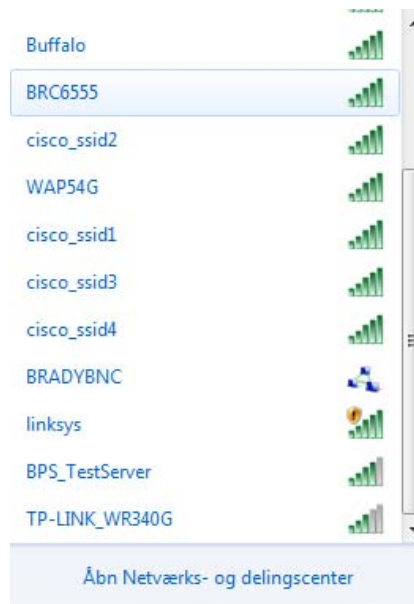 Buffalo
BRC6555
cisco_ssid2
WAP54G
cisco_ssid1
cisco_ssid3
cisco_ssid4
BRADYBNC
linksys
BPS_TestServer
TP-LINK_WR340G
Åbn Netværks- og delingscenter